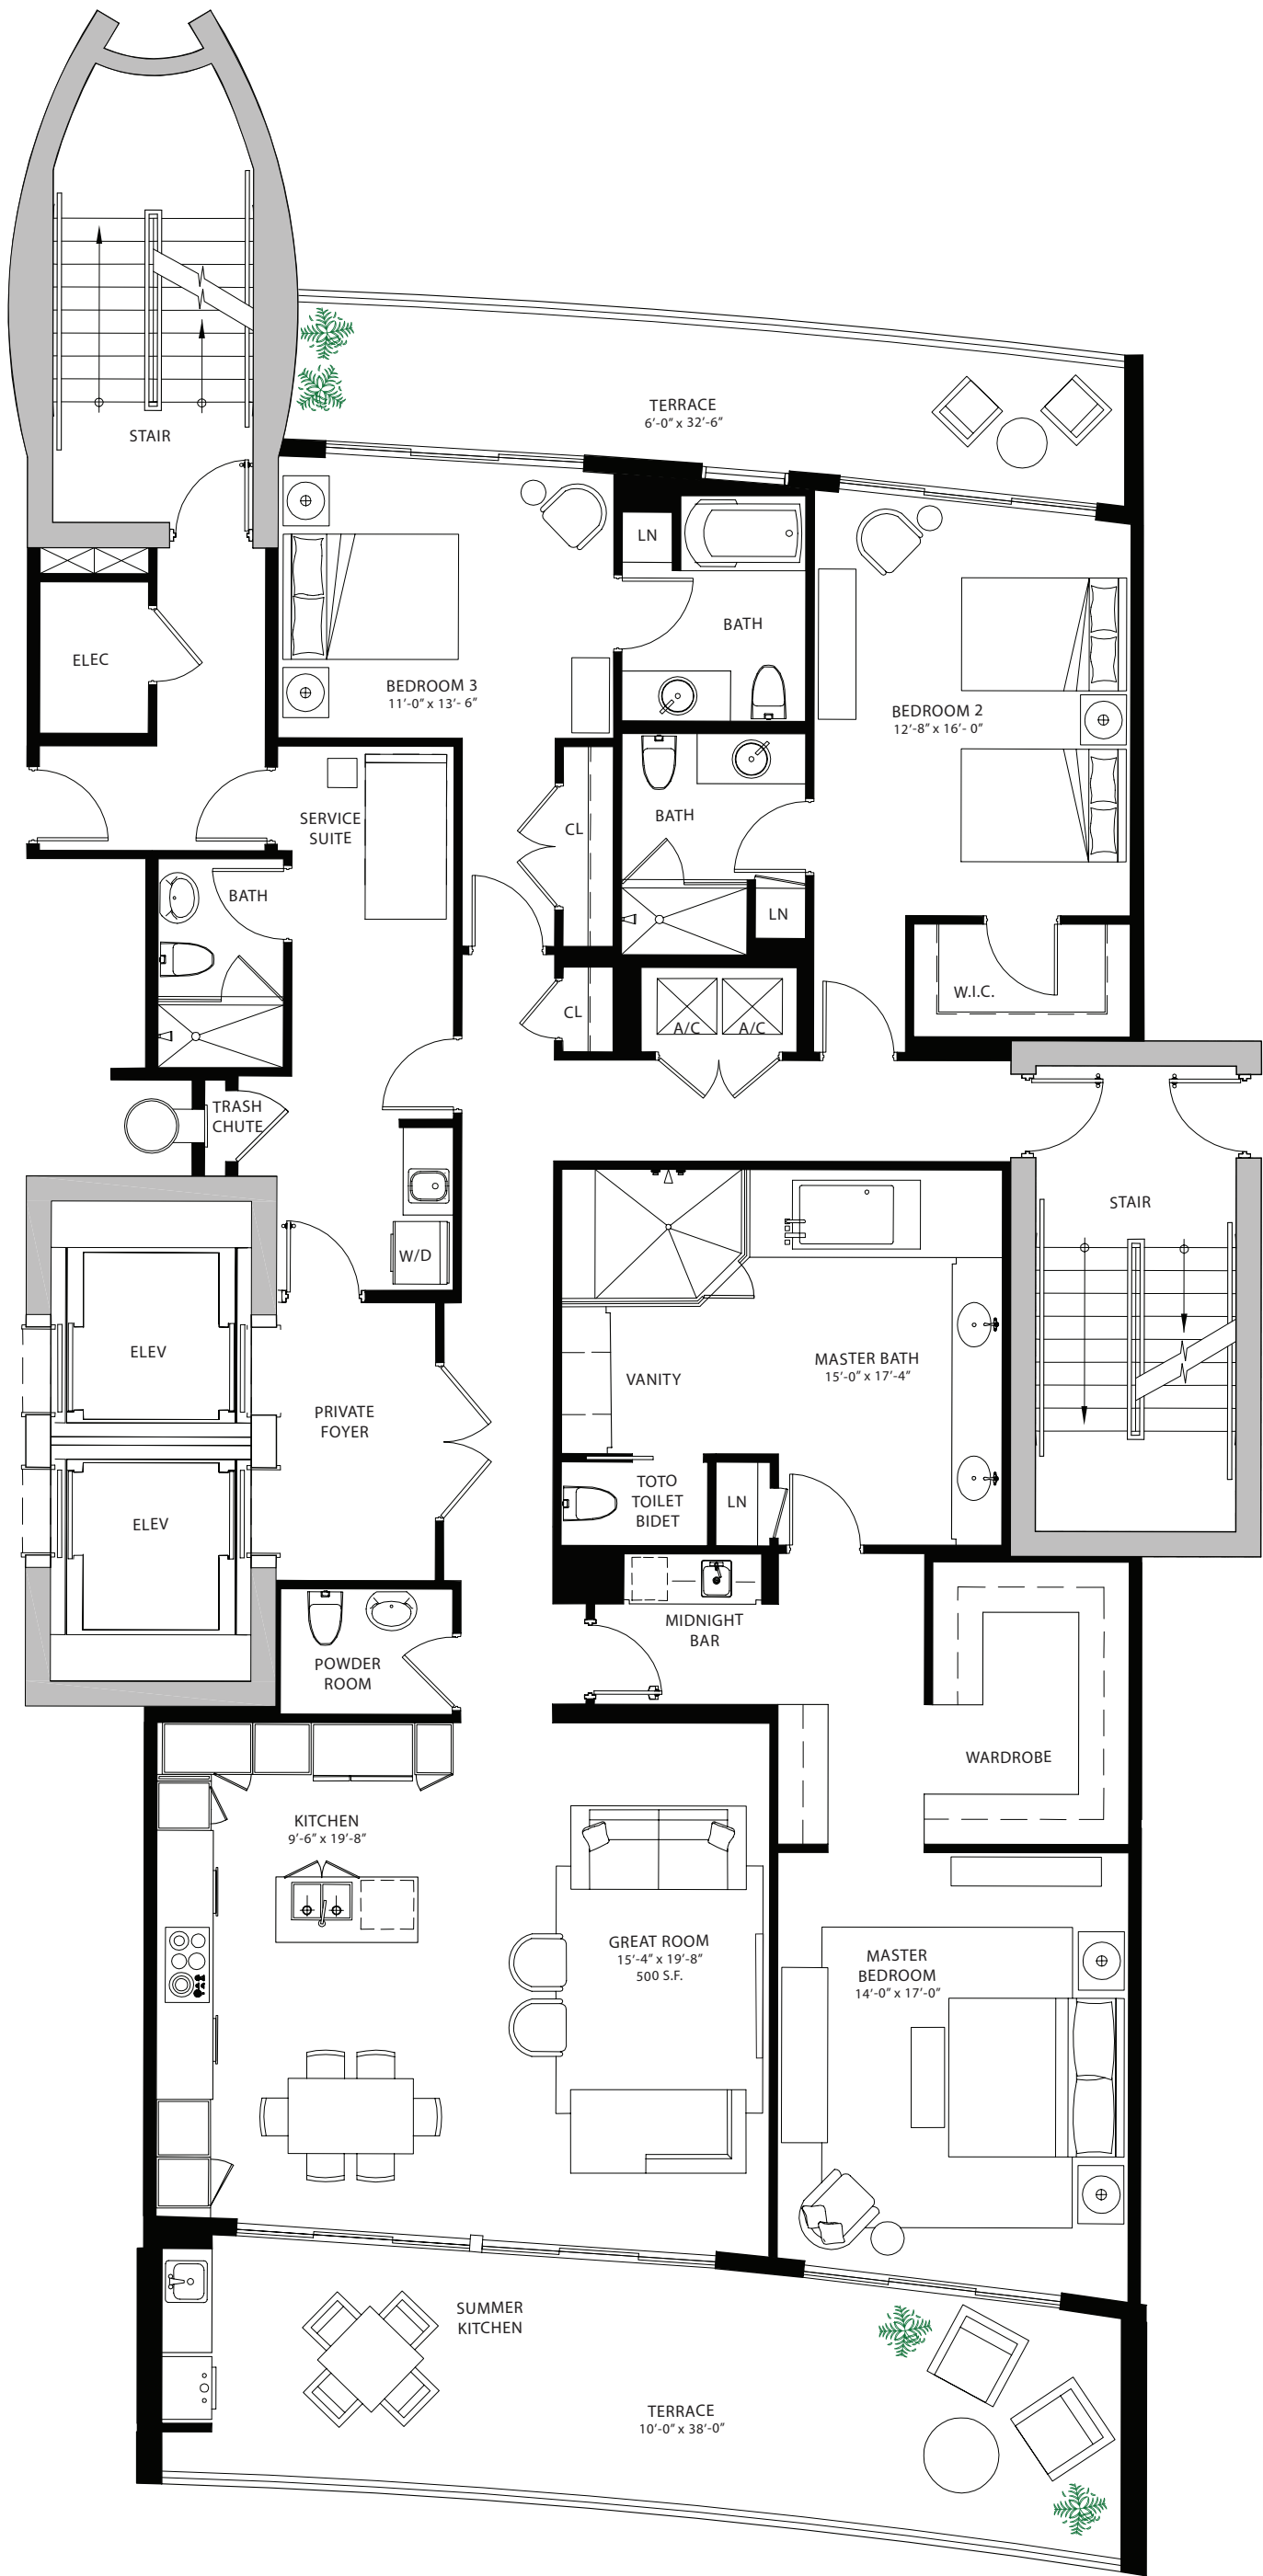 STAIR
TERRACE
6'-0" x 32'-6"
LN
BATH
ELEC
BEDROOM 3
11'-0" x 13'- 6"
BEDROOM 2
12'-8" x 16'- 0"
SERVICE
SUITE
CL
BATH
BATH
LN
W.I.C.
CL
A/C
A/C
TRASH
CHUTE
STAIR
W/D
ELEV
MASTER BATH
15'-0" x 17'-4"
VANITY
PRIVATE
FOYER
TOTO
TOILET
BIDET
LN
ELEV
MIDNIGHT
BAR
POWDER
ROOM
WARDROBE
KITCHEN
9'-6" x 19'-8"
GREAT ROOM
15'-4" x 19'-8"
500 S.F.
MASTER
BEDROOM
14'-0" x 17'-0"
SUMMER
KITCHEN
TERRACE
10'-0" x 38'-0"